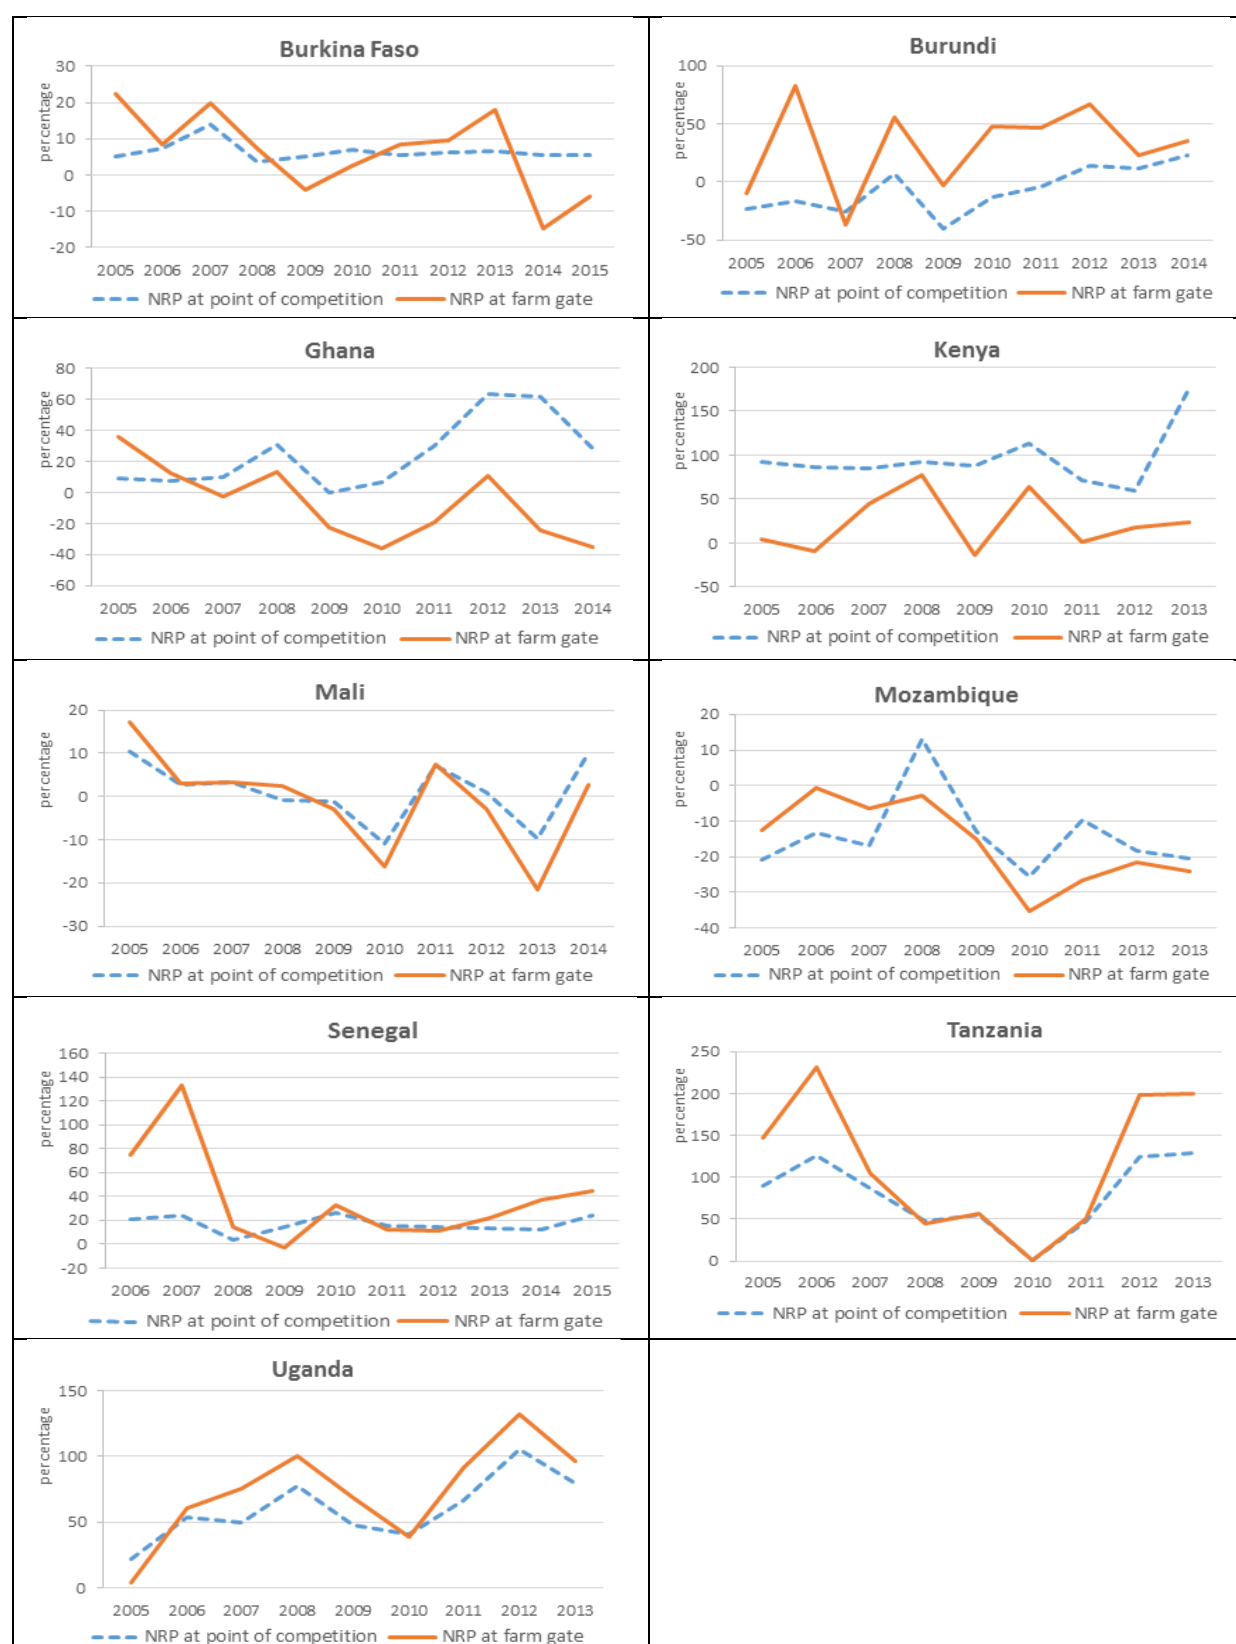 Burkina Faso
percentage
30
20
10
0
-10
-20
2005 2006 2007 2008 2009 2010 2011 2012 2013 2014 2015
NRP at point of competition NRP at farm gate
Burundi
percentage
100
50
0
-50
2005 2006 2007 2008 2009 2010 2011 2012 2013 2014
NRP at point of competition NRP at farm gate
Ghana
percentage
80
60
40
20
0
-20
-40
-60
2005 2006 2007 2008 2009 2010 2011 2012 2013 2014
NRP at point of competition NRP at farm gate
Kenya
percentage
200
150
100
50
0
-50
2005 2006 2007 2008 2009 2010 2011 2012 2013
NRP at point of competition NRP at farm gate
Mali
percentage
20
10
0
-10
-20
-30
2005 2006 2007 2008 2009 2010 2011 2012 2013 2014
NRP at point of competition NRP at farm gate
Mozambique
percentage
20
10
0
-10
-20
-30
-40
2005 2006 2007 2008 2009 2010 2011 2012 2013
NRP at point of competition NRP at farm gate
Senegal
percentage
160
140
120
100
80
60
40
20
0
-20
2006 2007 2008 2009 2010 2011 2012 2013 2014 2015
NRP at point of competition NRP at farm gate
Tanzania
percentage
250
200
150
100
50
0
2005 2006 2007 2008 2009 2010 2011 2012 2013
NRP at point of competition NRP at farm gate
Uganda
percentage
150
100
50
0
2005 2006 2007 2008 2009 2010 2011 2012 2013
NRP at point of competition NRP at farm gate